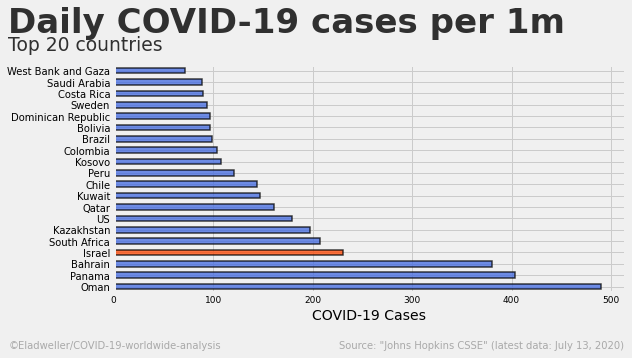 Daily COVID-19 cases per 1m
Top 20 countries
West Bank and Gaza
Saudi Arabia
Costa Rica
Sweden
Dominican Republic
Bolivia
Brazil
Colombia
Kosovo
Peru
Chile
Kuwait
Qatar
US
Kazakhstan
South Africa
Israel
Bahrain
Panama
Oman
0 100 200 300 400 500
COVID-19 Cases
©Eladweller/COVID-19-worldwide-analysis Source: "Johns Hopkins CSSE" (latest data: July 13, 2020)